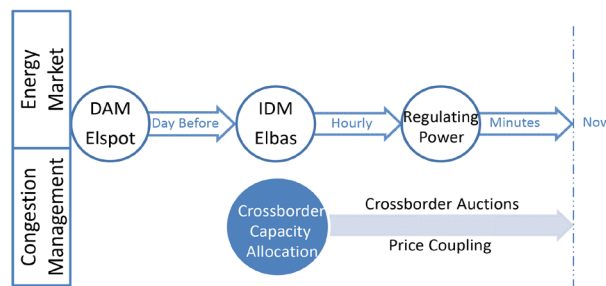 Energy
Market
DAM
Elspot
Day Before
IDM
Elbas
Hourly
Regulating
Power
Minutes
Now
Congestion
Management
Crossborder
Capacity
Allocation
Crossborder Auctions
Price Coupling